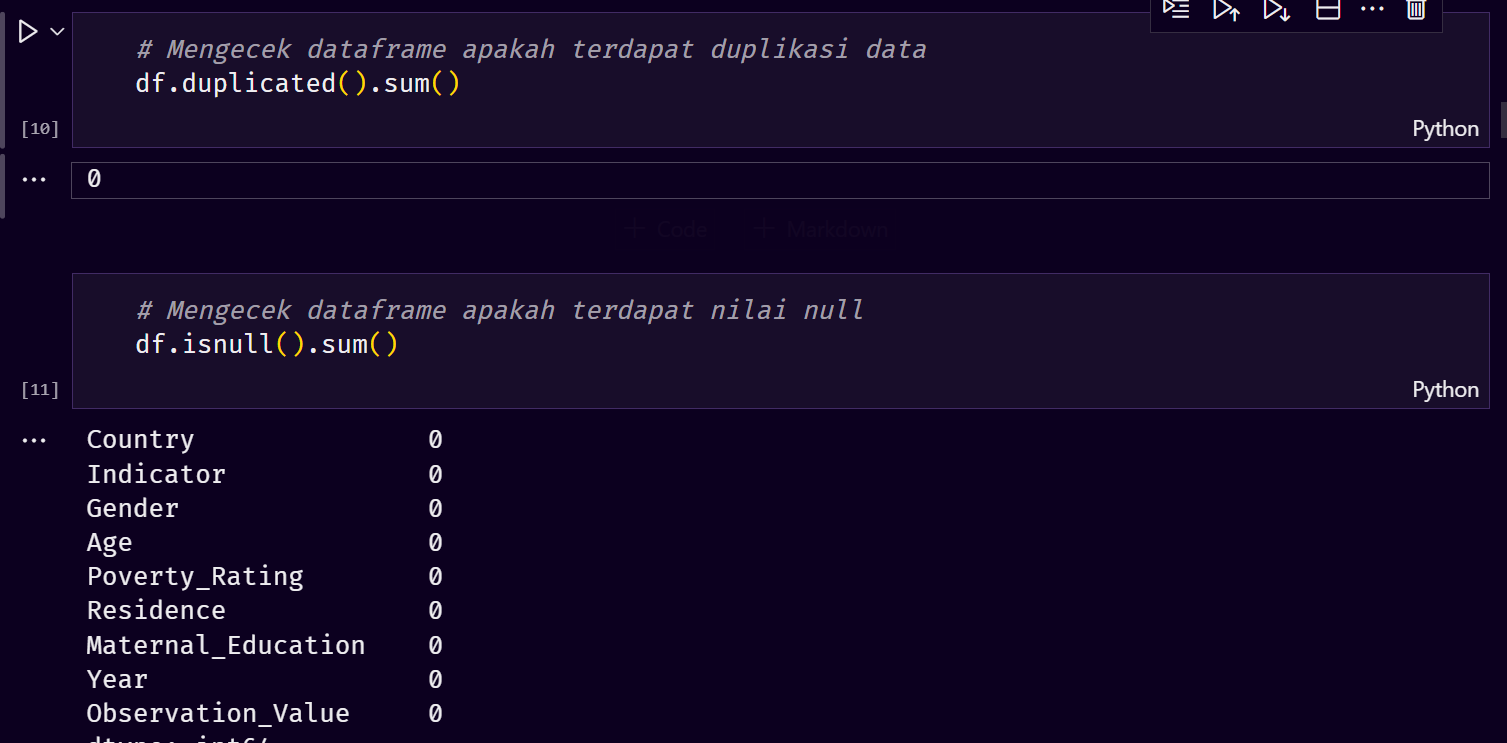 # Mengecek dataframe apakah terdapat duplikasi data
df.duplicated().sum()
[10]
Python
0
Code
Markdown
# Mengecek dataframe apakah terdapat nilai null
df.isnull().sum()
[11]
Python
Country 0
Indicator 0
Gender 0
Age 0
Poverty_Rating 0
Residence 0
Maternal_Education 0
Year 0
Observation_Value 0